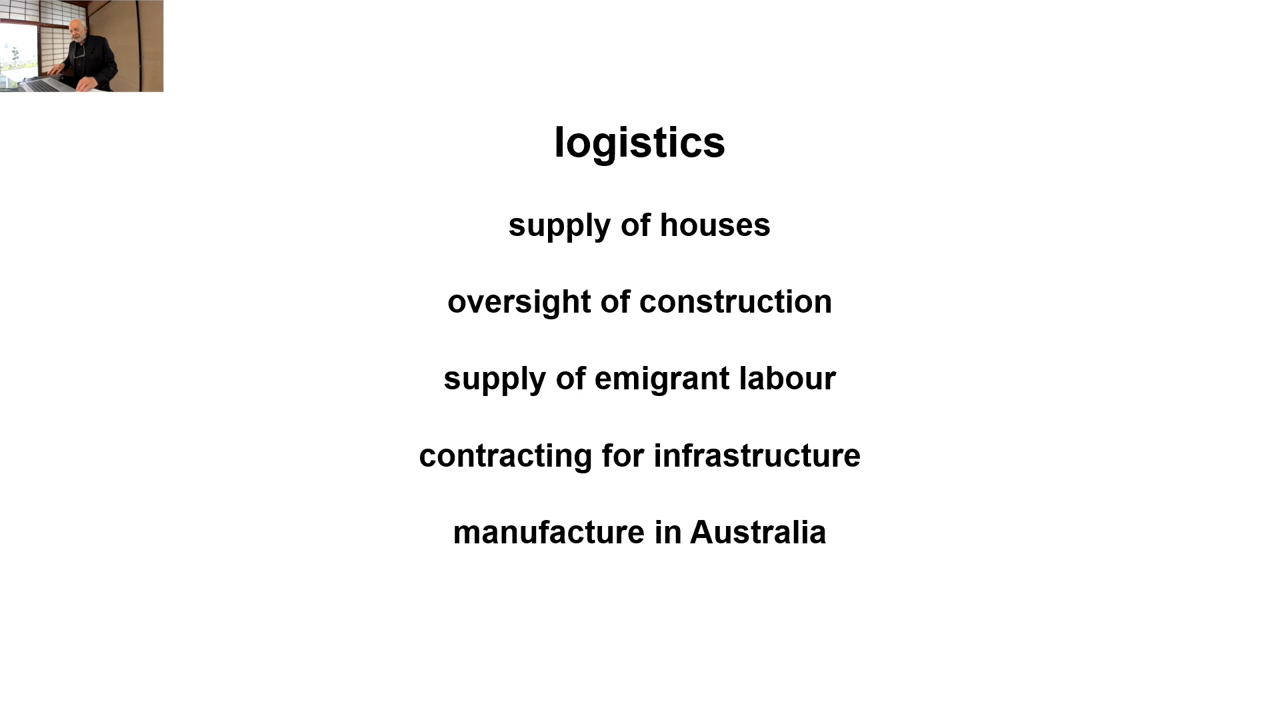 logistics
supply of houses
oversight of construction
supply of emigrant labour
contracting for infrastructure
manufacture in Australia